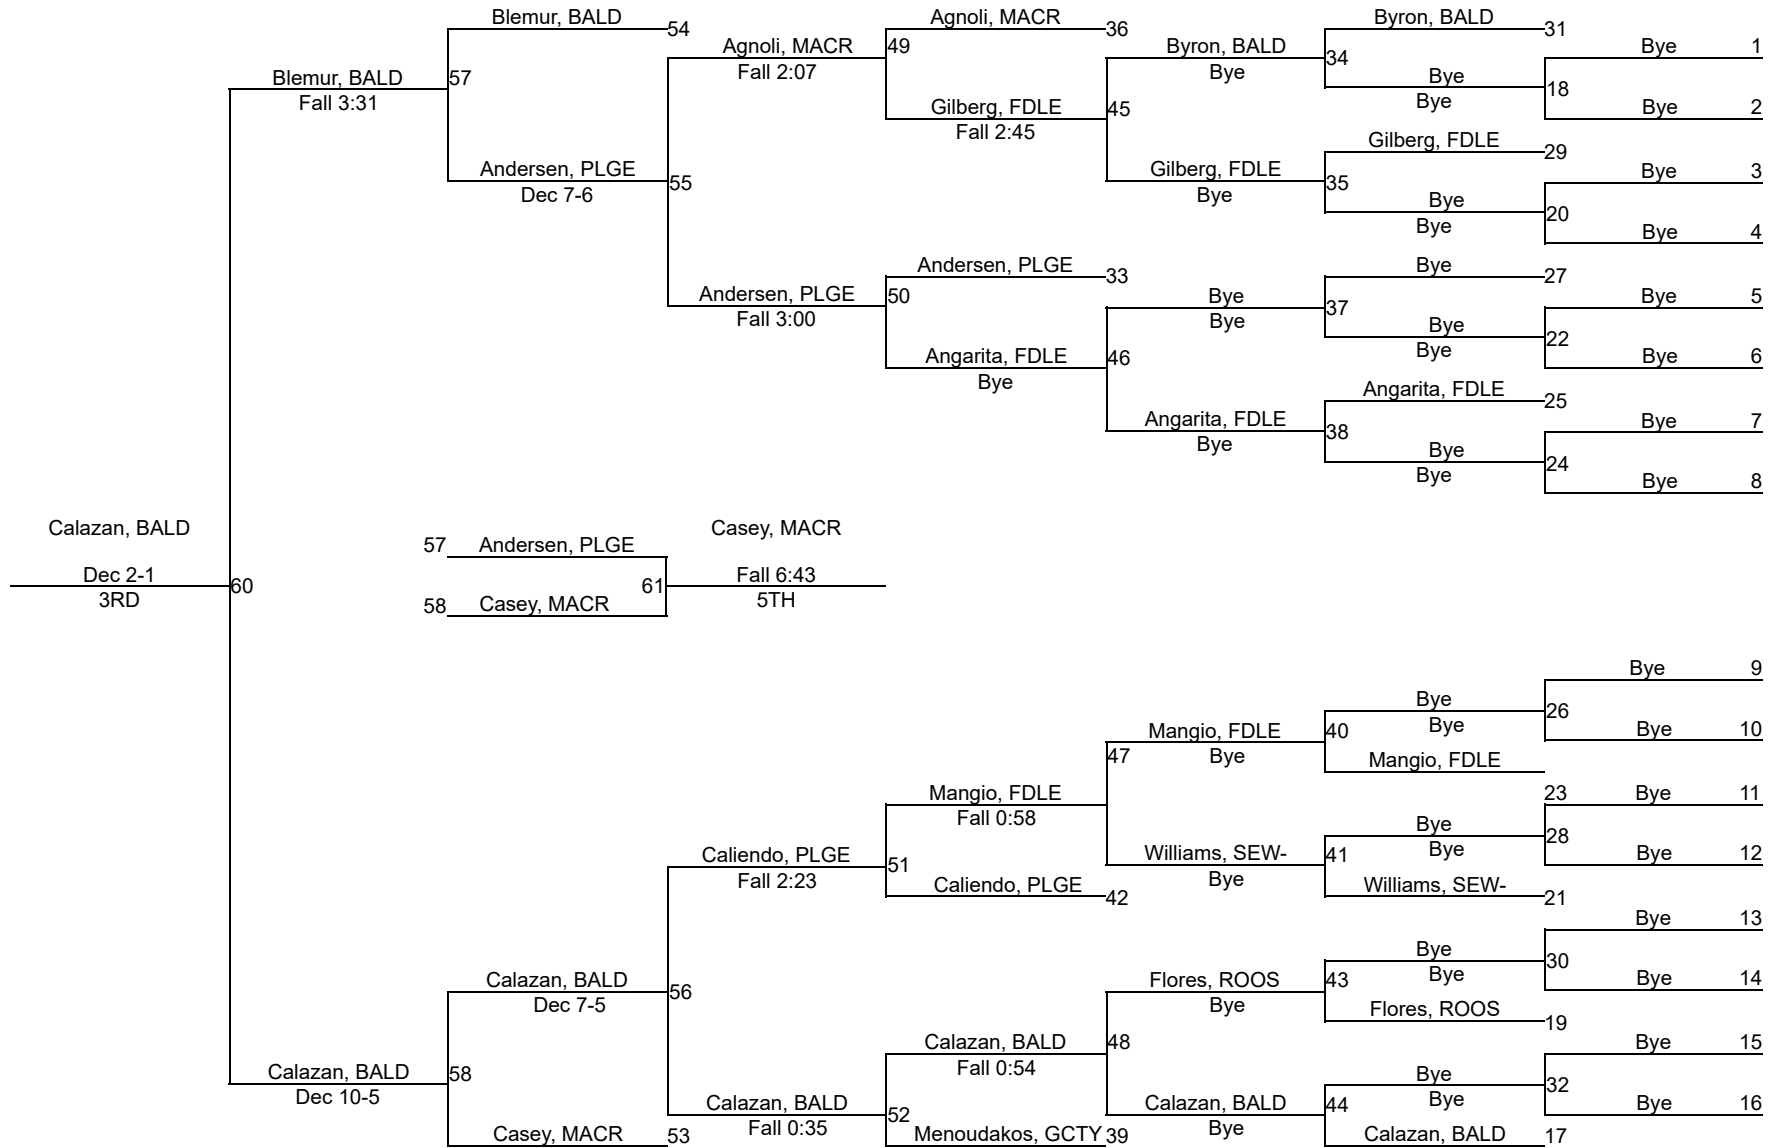 Blemur, BALD
54
Agnoli, MACR
36
Byron, BALD
31
Agnoli, MACR
Fall 2:07
49
Byron, BALD
Bye
34
Bye 1
Blemur, BALD
Fall 3:31
57
Bye
Bye
18
Gilberg, FDLE
Fall 2:45
45
Bye 2
Gilberg, FDLE
29
Andersen, PLGE
Dec 7-6
55
Gilberg, FDLE
Bye
35
Bye 3
Bye
Bye
20
Bye 4
Andersen, PLGE
33
Bye
27
Andersen, PLGE
Fall 3:00
50
Bye
Bye
37
Bye 5
Bye
Bye
22
Angarita, FDLE
Bye
46
Bye 6
Angarita, FDLE
25
Angarita, FDLE
Bye
38
Bye 7
Bye
Bye
24
Bye 8
Calazan, BALD
Dec 2-1
3RD
60
57 Andersen, PLGE
58 Casey, MACR
61
Casey, MACR
Fall 6:43
5TH
Bye 9
Bye
Bye
26
Mangio, FDLE
Bye
40
Bye 10
47
Mangio, FDLE
23
Mangio, FDLE
Fall 0:58
Bye 11
Bye
Bye
28
Caliendo, PLGE
Fall 2:23
51
Williams, SEW-
Bye
41
Bye 12
Caliendo, PLGE
42
Williams, SEW-
21
Bye 13
Bye
Bye
30
Calazan, BALD
Dec 7-5
56
Flores, ROOS
Bye
43
Bye 14
Flores, ROOS
19
Calazan, BALD
Fall 0:54
48
Bye 15
Calazan, BALD
Dec 10-5
58
Bye
Bye
32
Calazan, BALD
Fall 0:35
52
Calazan, BALD
Bye
44
Bye 16
Casey, MACR
53
Menoudakos, GCTY
39
Calazan, BALD
17